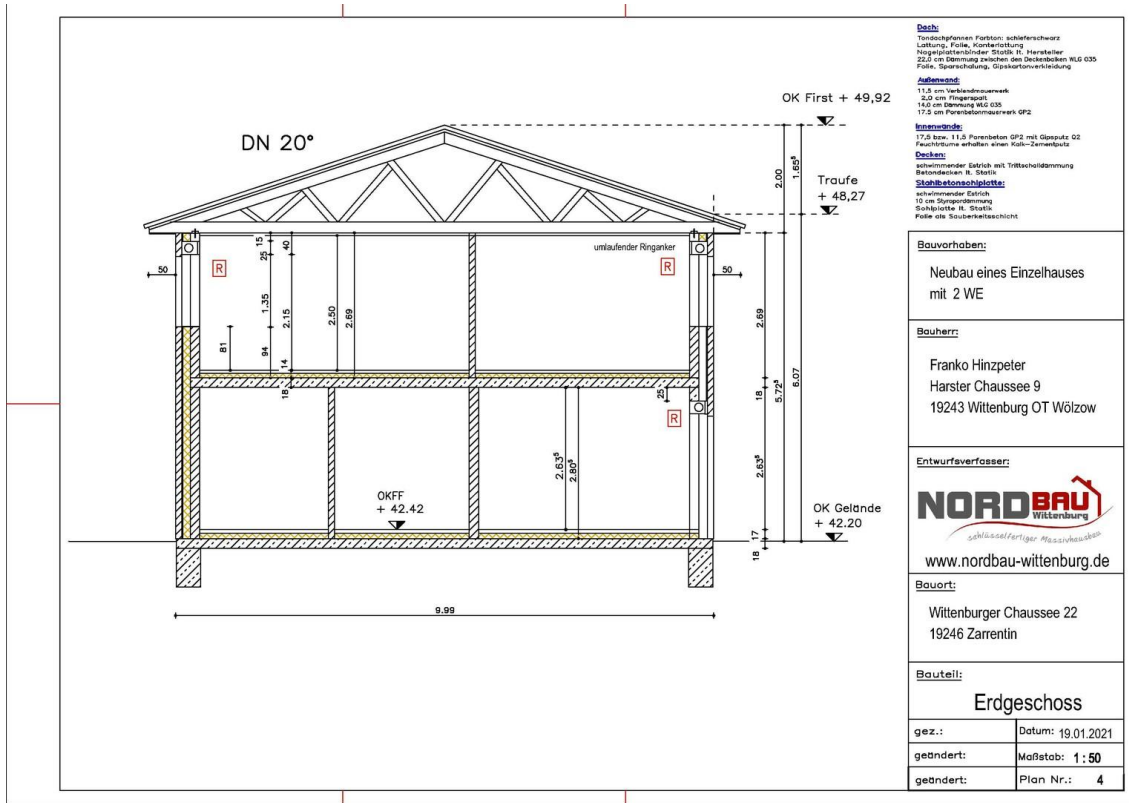 Dach:
Tondachpfannen Farbton: schieferschwarz
Lattung, Folie, Konterlattung
Nagelplattenbinder Statik lt. Hersteller
22,0 cm Dämmung zwischen den Deckenbalken WLG 035
Folie, Sparschalung, Gipskartonverkleidung
Außenwand:
11,5 cm Verblendmauerwerk
2,0 cm Fingerspalt
14,0 cm Dämmung WLG 035
17,5 cm Porenbetonmauerwerk GP2
Innenwände:
17,5 bzw. 11,5 Porenbeton GP2 mit Gipsputz Q2
Feuchträume erhalten einen Kalk-Zementputz
Decken:
schwimmender Estrich mit Trittschalldämmung
Betondecken lt. Statik
Stahlbetonsohlplatte:
schwimmender Estrich
10 cm Styropordämmung
Sohlplatte lt. Statik
Folie als Sauberkeitsschicht
OK First + 49,92
DN 20°
2.00
1.65⁵
Traufe
+ 48,27
umlaufender Ringanker
15
40
25
R
R
50
50
1.35
2.15
2.50
2.69
2.69
81
94
14
18
5.72⁵
6.07
18
25
R
2.63⁵
2.80⁵
2.63⁵
OKFF
+ 42.42
OK Gelände
+ 42.20
17
18
9.99
Bauvorhaben:
Neubau eines Einzelhauses
mit 2 WE
Bauherr:
Franko Hinzpeter
Harster Chaussee 9
19243 Wittenburg OT Wölzow
Entwurfsverfasser:
NORDBAU
Wittenburg
schlüsselfertiger Massivhausbau
www.nordbau-wittenburg.de
Bauort:
Wittenburger Chaussee 22
19246 Zarrentin
Bauteil:
Erdgeschoss
gez.:
Datum: 19.01.2021
geändert:
Maßstab: 1 : 50
geändert:
Plan Nr.: 4